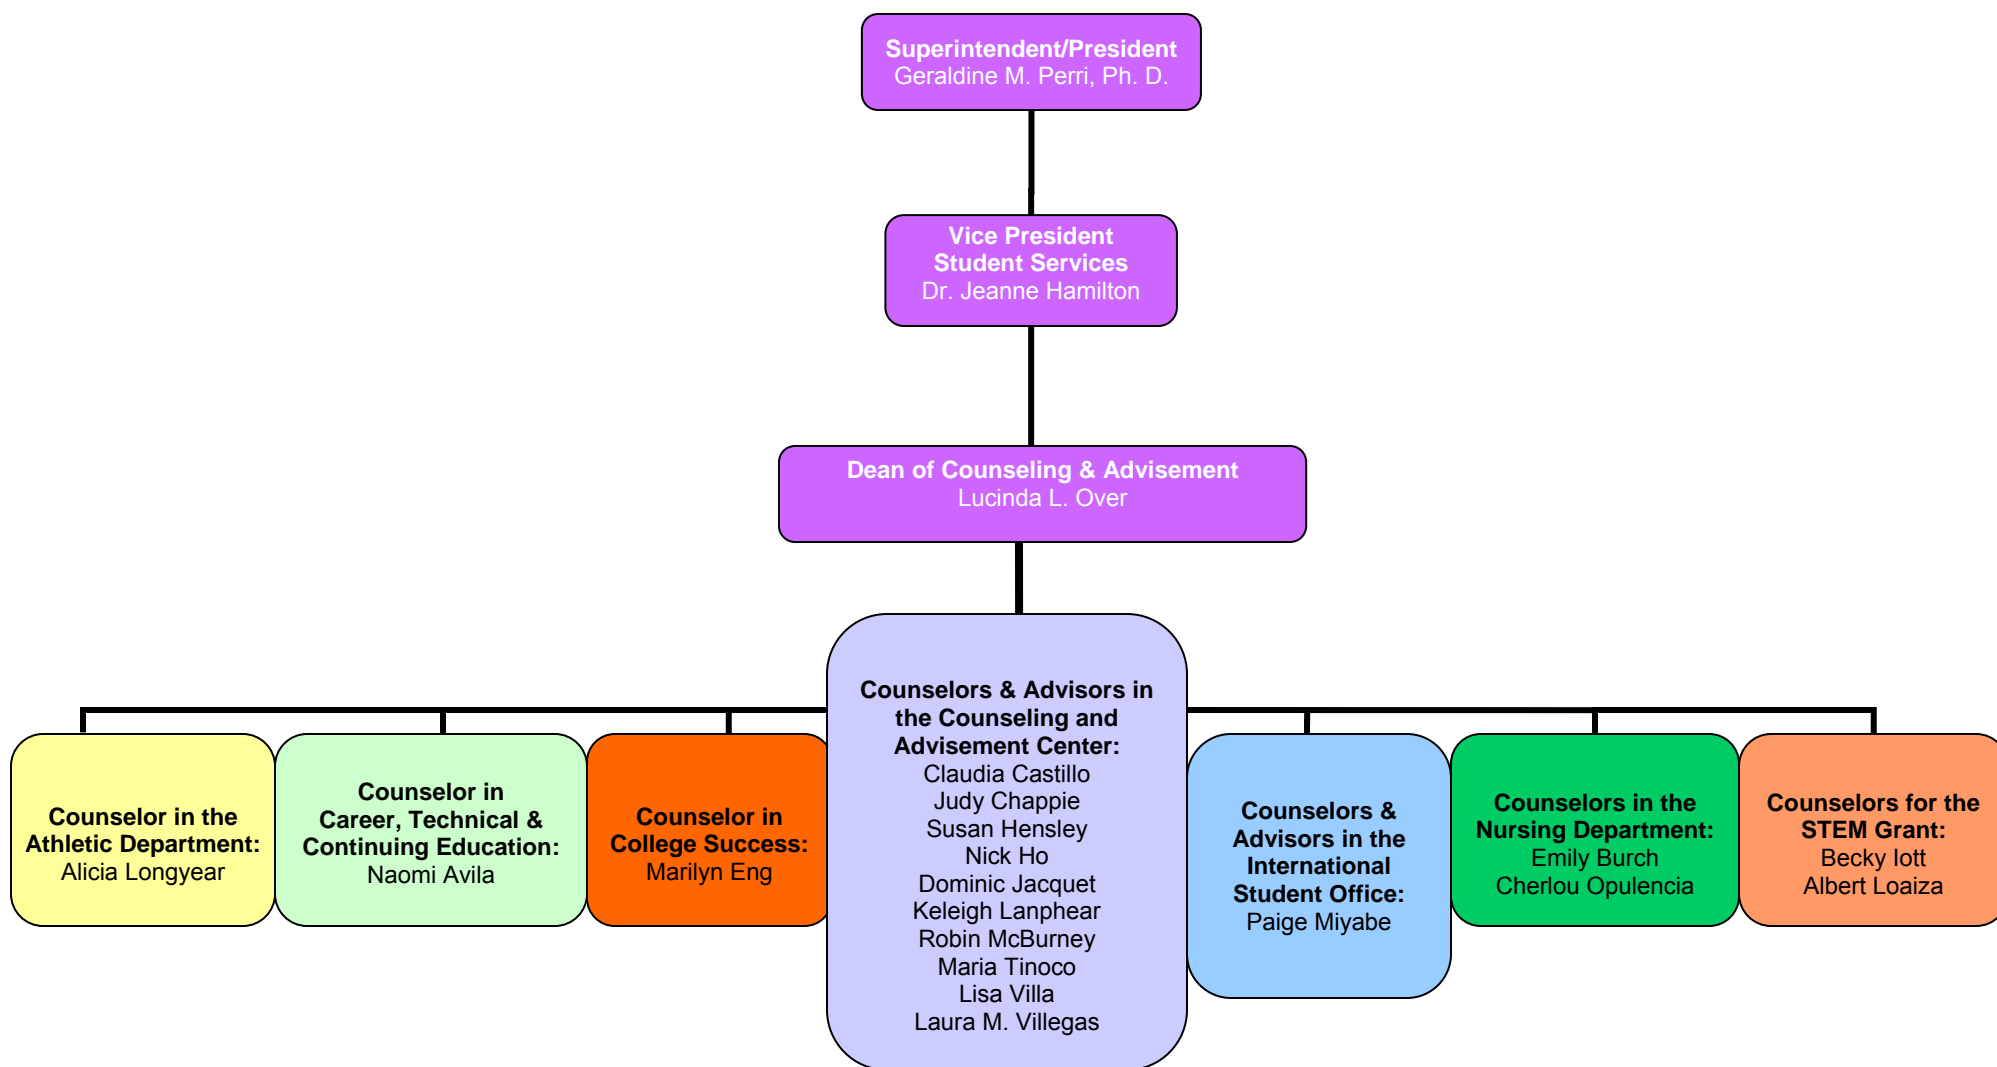 Superintendent/President
Geraldine M. Perri, Ph. D.
Vice President
Student Services
Dr. Jeanne Hamilton
Dean of Counseling & Advisement
Lucinda L. Over
Counselor in the
Athletic Department:
Alicia Longyear
Counselor in
Career, Technical &
Continuing Education:
Naomi Avila
Counselor in
College Success:
Marilyn Eng
Counselors & Advisors in
the Counseling and
Advisement Center:
Claudia Castillo
Judy Chappie
Susan Hensley
Nick Ho
Dominic Jacquet
Keleigh Lanphear
Robin McBurney
Maria Tinoco
Lisa Villa
Laura M. Villegas
Counselors &
Advisors in the
International
Student Office:
Paige Miyabe
Counselors in the
Nursing Department:
Emily Burch
Cherlou Opulencia
Counselors for the
STEM Grant:
Becky Iott
Albert Loaiza